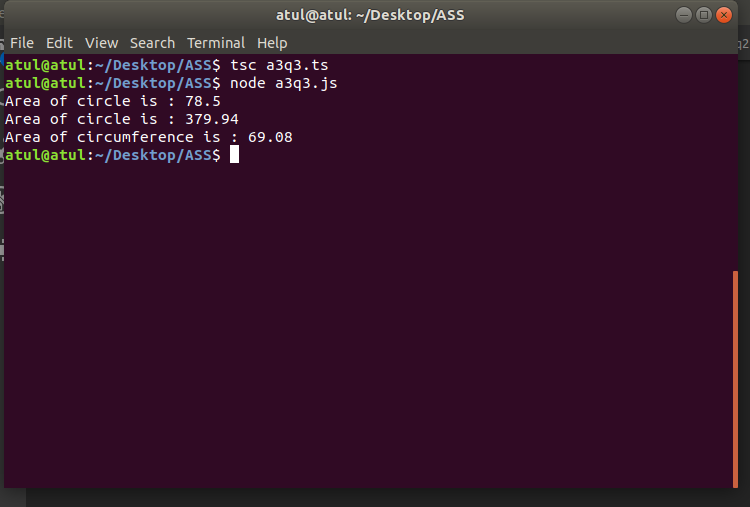 atul@atul: ~/Desktop/ASS
File Edit View Search Terminal Help
atul@atul:~/Desktop/ASS$ tsc a3q3.ts
atul@atul:~/Desktop/ASS$ node a3q3.js
Area of circle is : 78.5
Area of circle is : 379.94
Area of circumference is : 69.08
atul@atul:~/Desktop/ASS$
q2